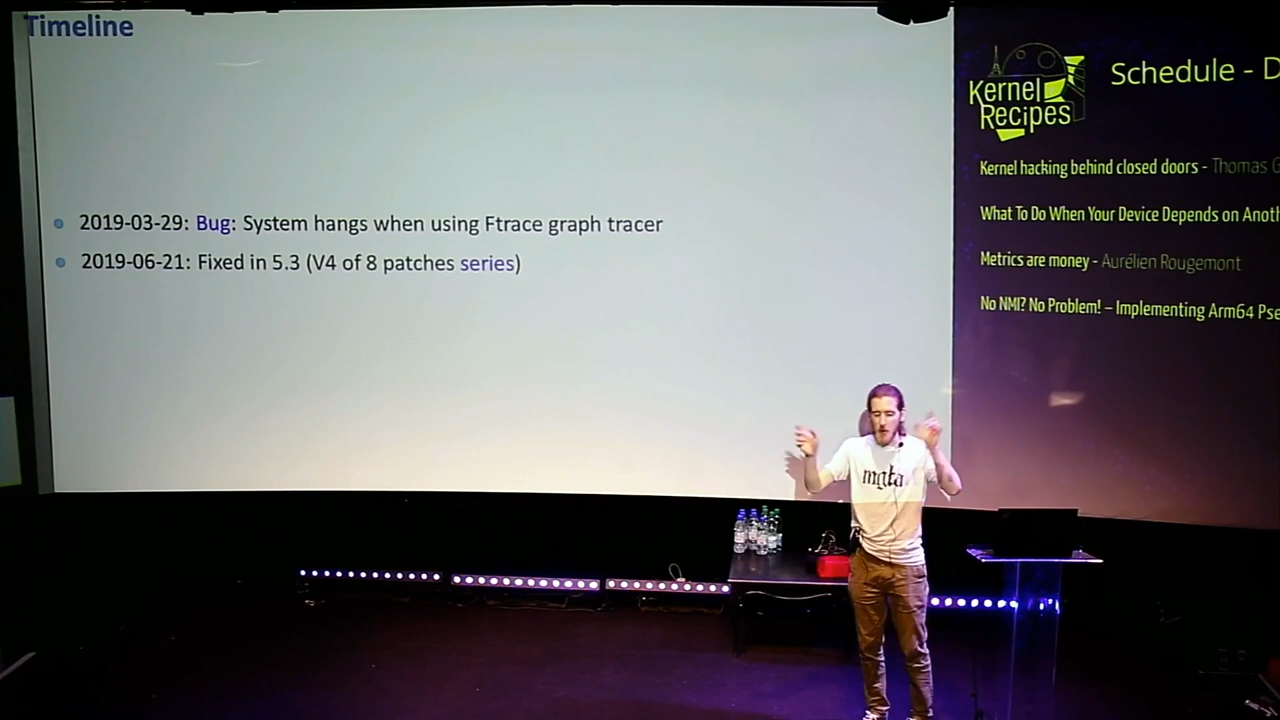 Timeline
2019-03-29: Bug: System hangs when using Ftrace graph tracer
2019-06-21: Fixed in 5.3 (V4 of 8 patches series)
Kernel
Recipes
Schedule - D
Kernel hacking behind closed doors - Thomas G
What To Do When Your Device Depends on Anoth
Metrics are money - Aurélien Rougemont
No NMI? No Problem! – Implementing Arm64 Pse